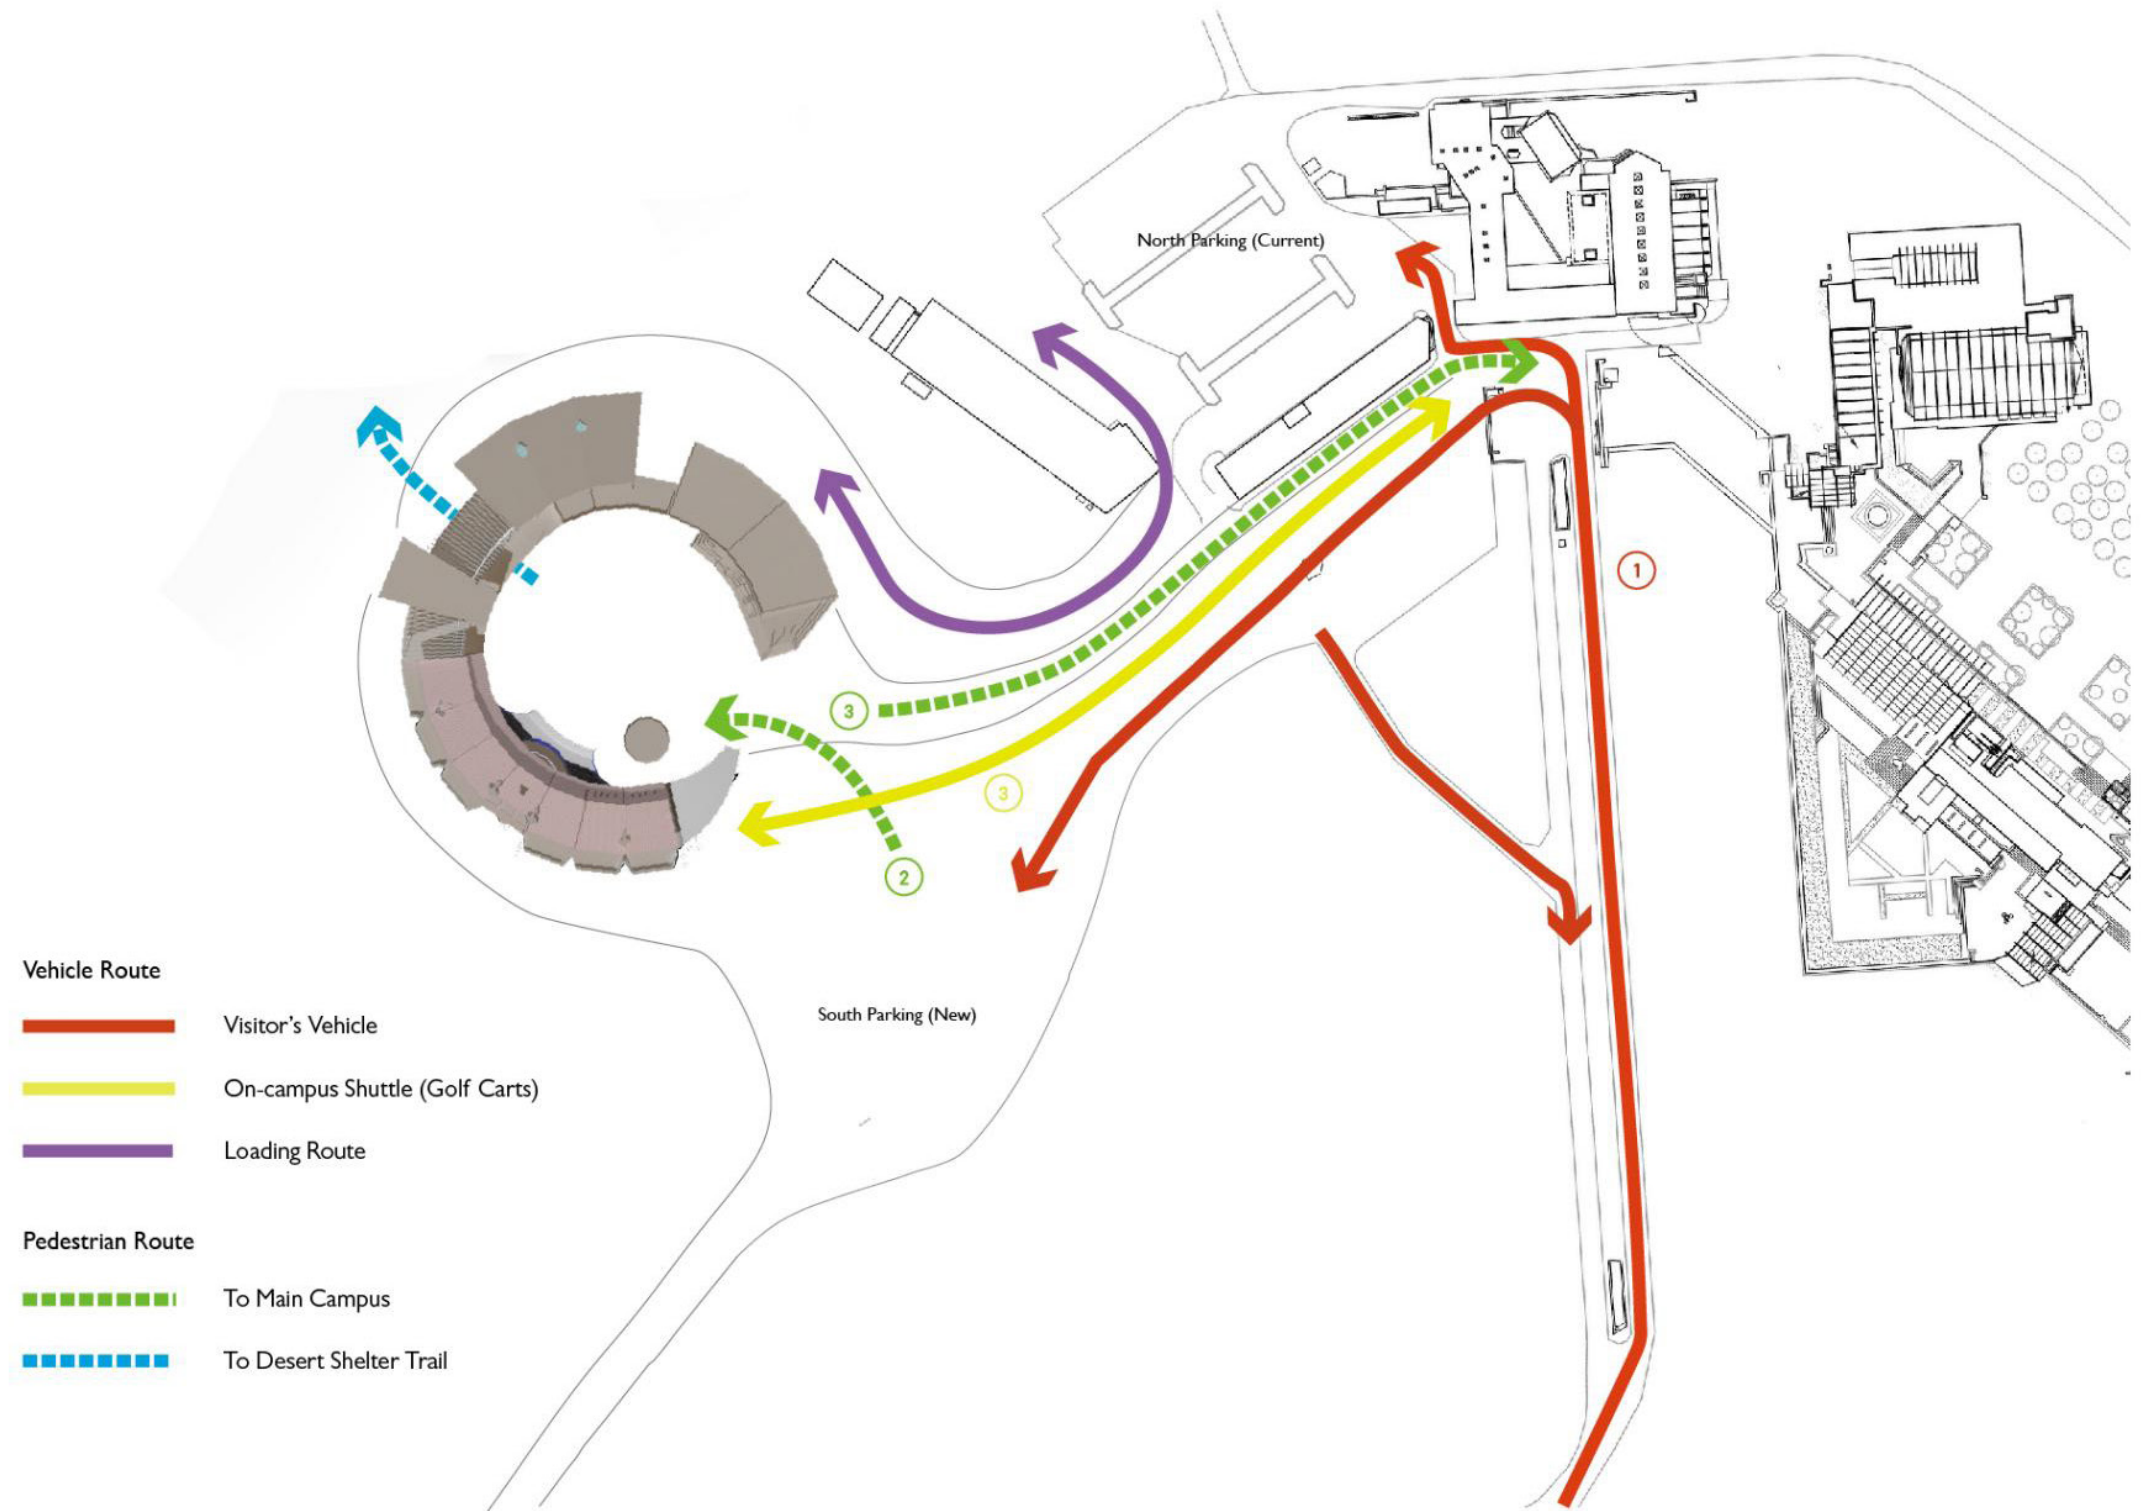 North Parking (Current)
1
3
3
2
Vehicle Route
South Parking (New)
Visitor's Vehicle
On-campus Shuttle (Golf Carts)
Loading Route
Pedestrian Route
To Main Campus
To Desert Shelter Trail